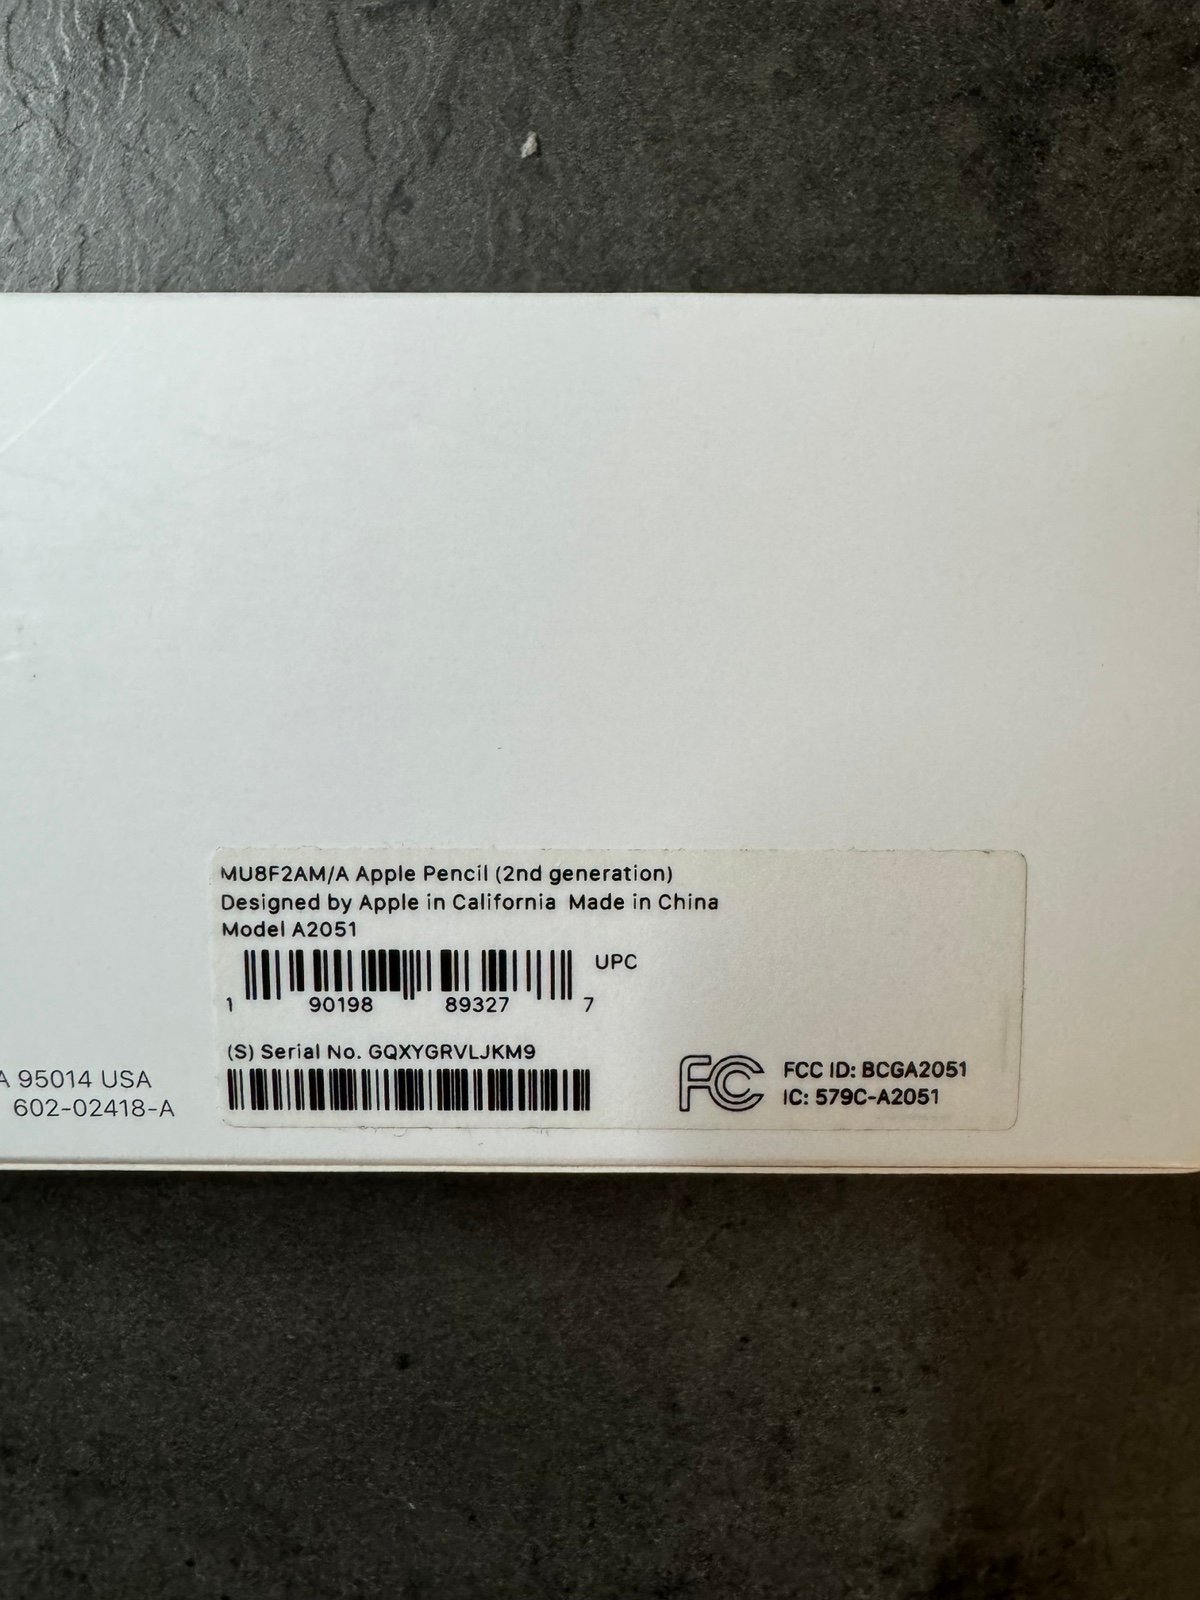 MU8F2AM/A Apple Pencil (2nd generation)
Designed by Apple in California Made in China
Model A2051
UPC
1 90198 89327 7
(S) Serial No. GQXYGRVLJKM9
FC
FCC ID: BCGA2051
IC: 579C-A2051
A 95014 USA
602-02418-A